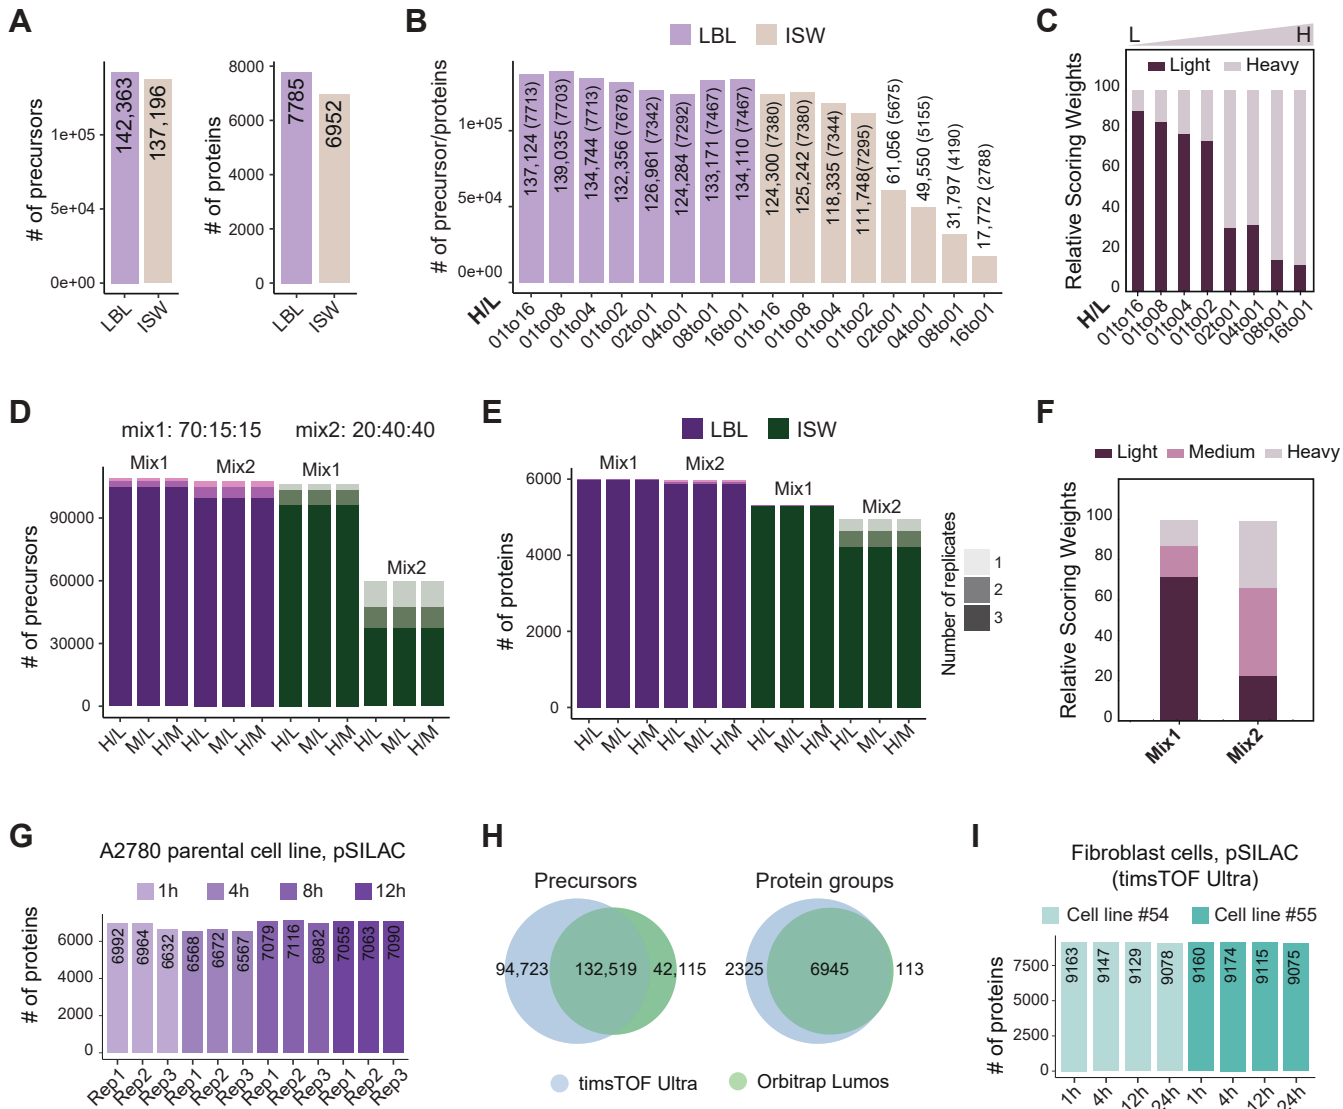 A
# of precursors
1e+05
5e+04
0e+00
142,363
137,196
LBL
ISW
# of proteins
8000
6000
4000
2000
0
7785
6952
LBL
ISW
B
LBL
ISW
# of precursor/proteins
1e+05
5e+04
0e+00
137,124 (7713)
139,035 (7703)
134,744 (7713)
132,356 (7678)
126,961 (7342)
124,284 (7292)
133,171 (7467)
134,110 (7467)
124,300 (7380)
125,242 (7380)
118,335 (7344)
111,748(7295)
61,056 (5675)
49,550 (5155)
31,797 (4190)
17,772 (2788)
H/L
01to16
01to08
01to04
01to02
02to01
04to01
08to01
16to01
01to16
01to08
01to04
01to02
02to01
04to01
08to01
16to01
C
L
H
Light
Heavy
Relative Scoring Weights
100
80
60
40
20
0
H/L
01to16
01to08
01to04
01to02
02to01
04to01
08to01
16to01
D
mix1: 70:15:15
mix2: 20:40:40
Mix1
Mix2
Mix1
Mix2
# of precursors
90000
60000
30000
0
H/L
M/L
H/M
H/L
M/L
H/M
H/L
M/L
H/M
H/L
M/L
H/M
E
LBL
ISW
Mix1
Mix2
Mix1
Mix2
# of proteins
6000
4000
2000
0
H/L
M/L
H/M
H/L
M/L
H/M
H/L
M/L
H/M
H/L
M/L
H/M
Number of replicates
1
2
3
F
Light
Medium
Heavy
Relative Scoring Weights
100
80
60
40
20
0
Mix1
Mix2
G
A2780 parental cell line, pSILAC
1h
4h
8h
12h
# of proteins
6000
4000
2000
0
6992
6964
6632
6568
6672
6567
7079
7116
6982
7055
7063
7090
Rep1
Rep2
Rep3
Rep1
Rep2
Rep3
Rep1
Rep2
Rep3
Rep1
Rep2
Rep3
H
Precursors
94,723
132,519
42,115
Protein groups
2325
6945
113
timsTOF Ultra
Orbitrap Lumos
I
Fibroblast cells, pSILAC
(timsTOF Ultra)
Cell line #54
Cell line #55
# of proteins
7500
5000
2500
0
9163
9147
9129
9078
9160
9174
9115
9075
1h
4h
12h
24h
1h
4h
12h
24h